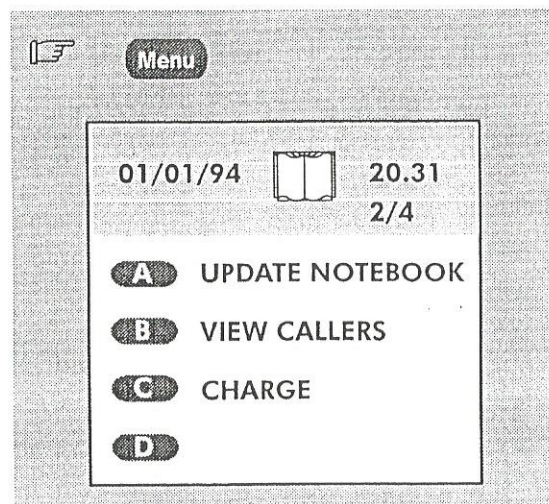 Menu
01/01/94 20.31
2/4
A UPDATE NOTEBOOK
B VIEW CALLERS
C CHARGE
D